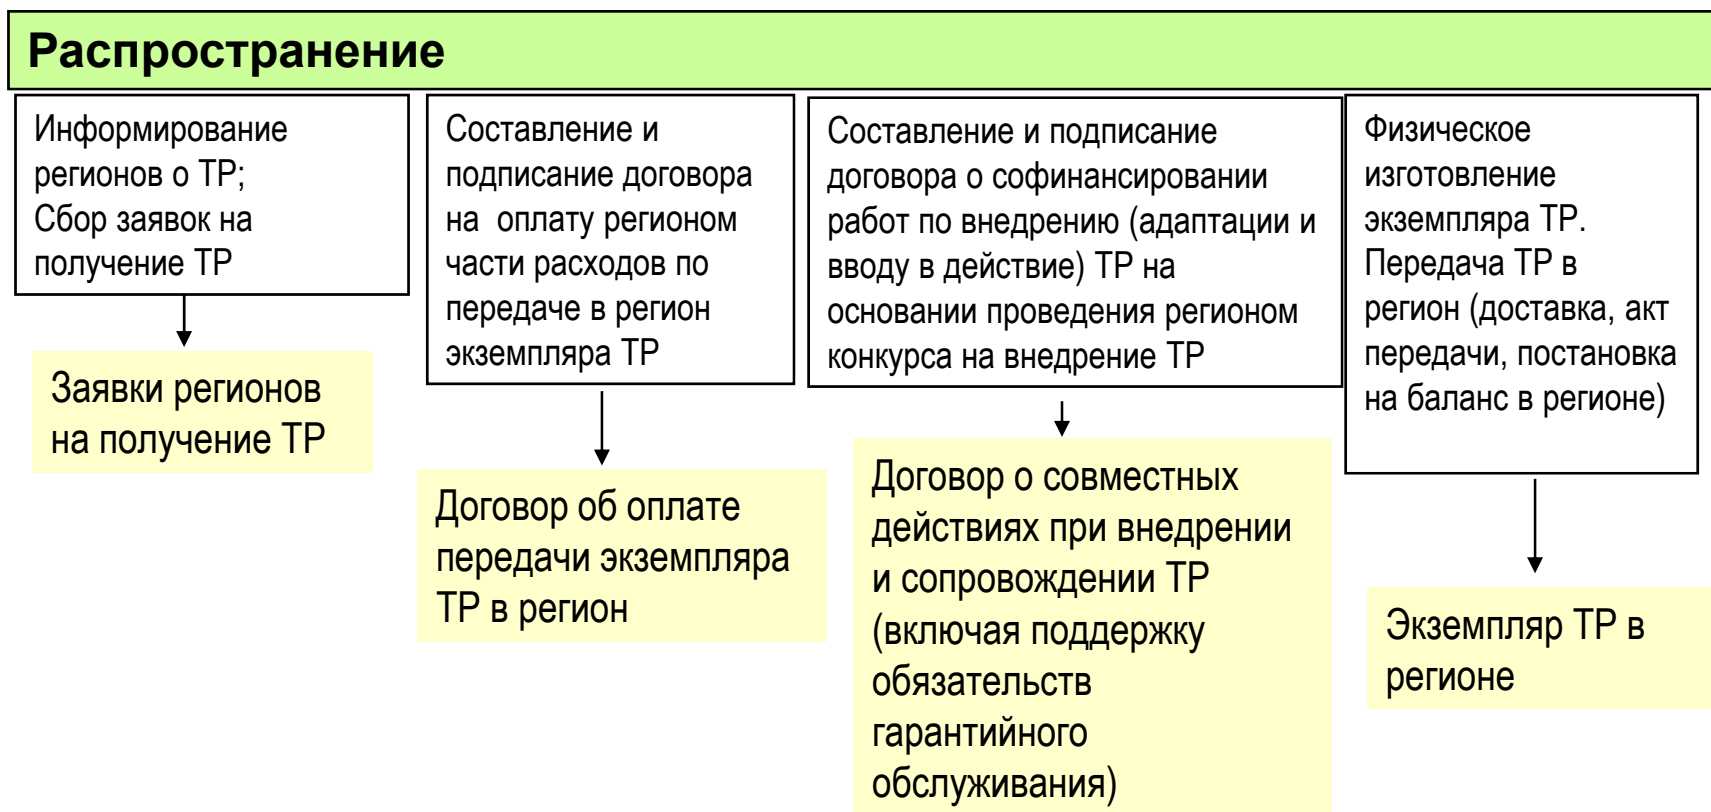 Распространение
Информирование
регионов о ТР;
Сбор заявок на
получение ТР
Заявки регионов
на получение ТР
Составление и
подписание договора
на оплату регионом
части расходов по
передаче в регион
экземпляра ТР
Договор об оплате
передачи экземпляра
ТР в регион
Составление и подписание
договора о софинансировании
работ по внедрению (адаптации и
вводу в действие) ТР на
основании проведения регионом
конкурса на внедрение ТР
Договор о совместных
действиях при внедрении
и сопровождении ТР
(включая поддержку
обязательств
гарантийного
обслуживания)
Физическое
изготовление
экземпляра ТР.
Передача ТР в
регион (доставка, акт
передачи, постановка
на баланс в регионе)
Экземпляр ТР в
регионе